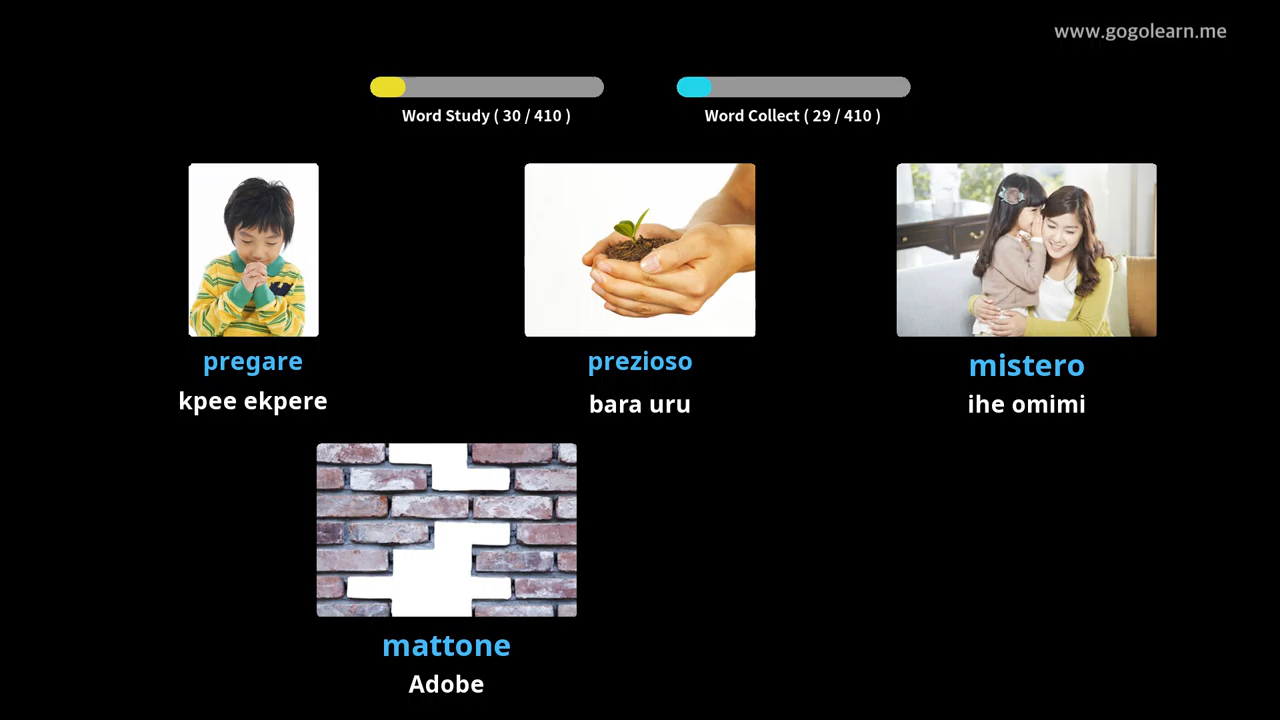 www.gogolearn.me
Word Study ( 30 / 410 )
Word Collect ( 29 / 410 )
pregare
kpee ekpere
prezioso
bara uru
mistero
ihe omimi
mattone
Adobe